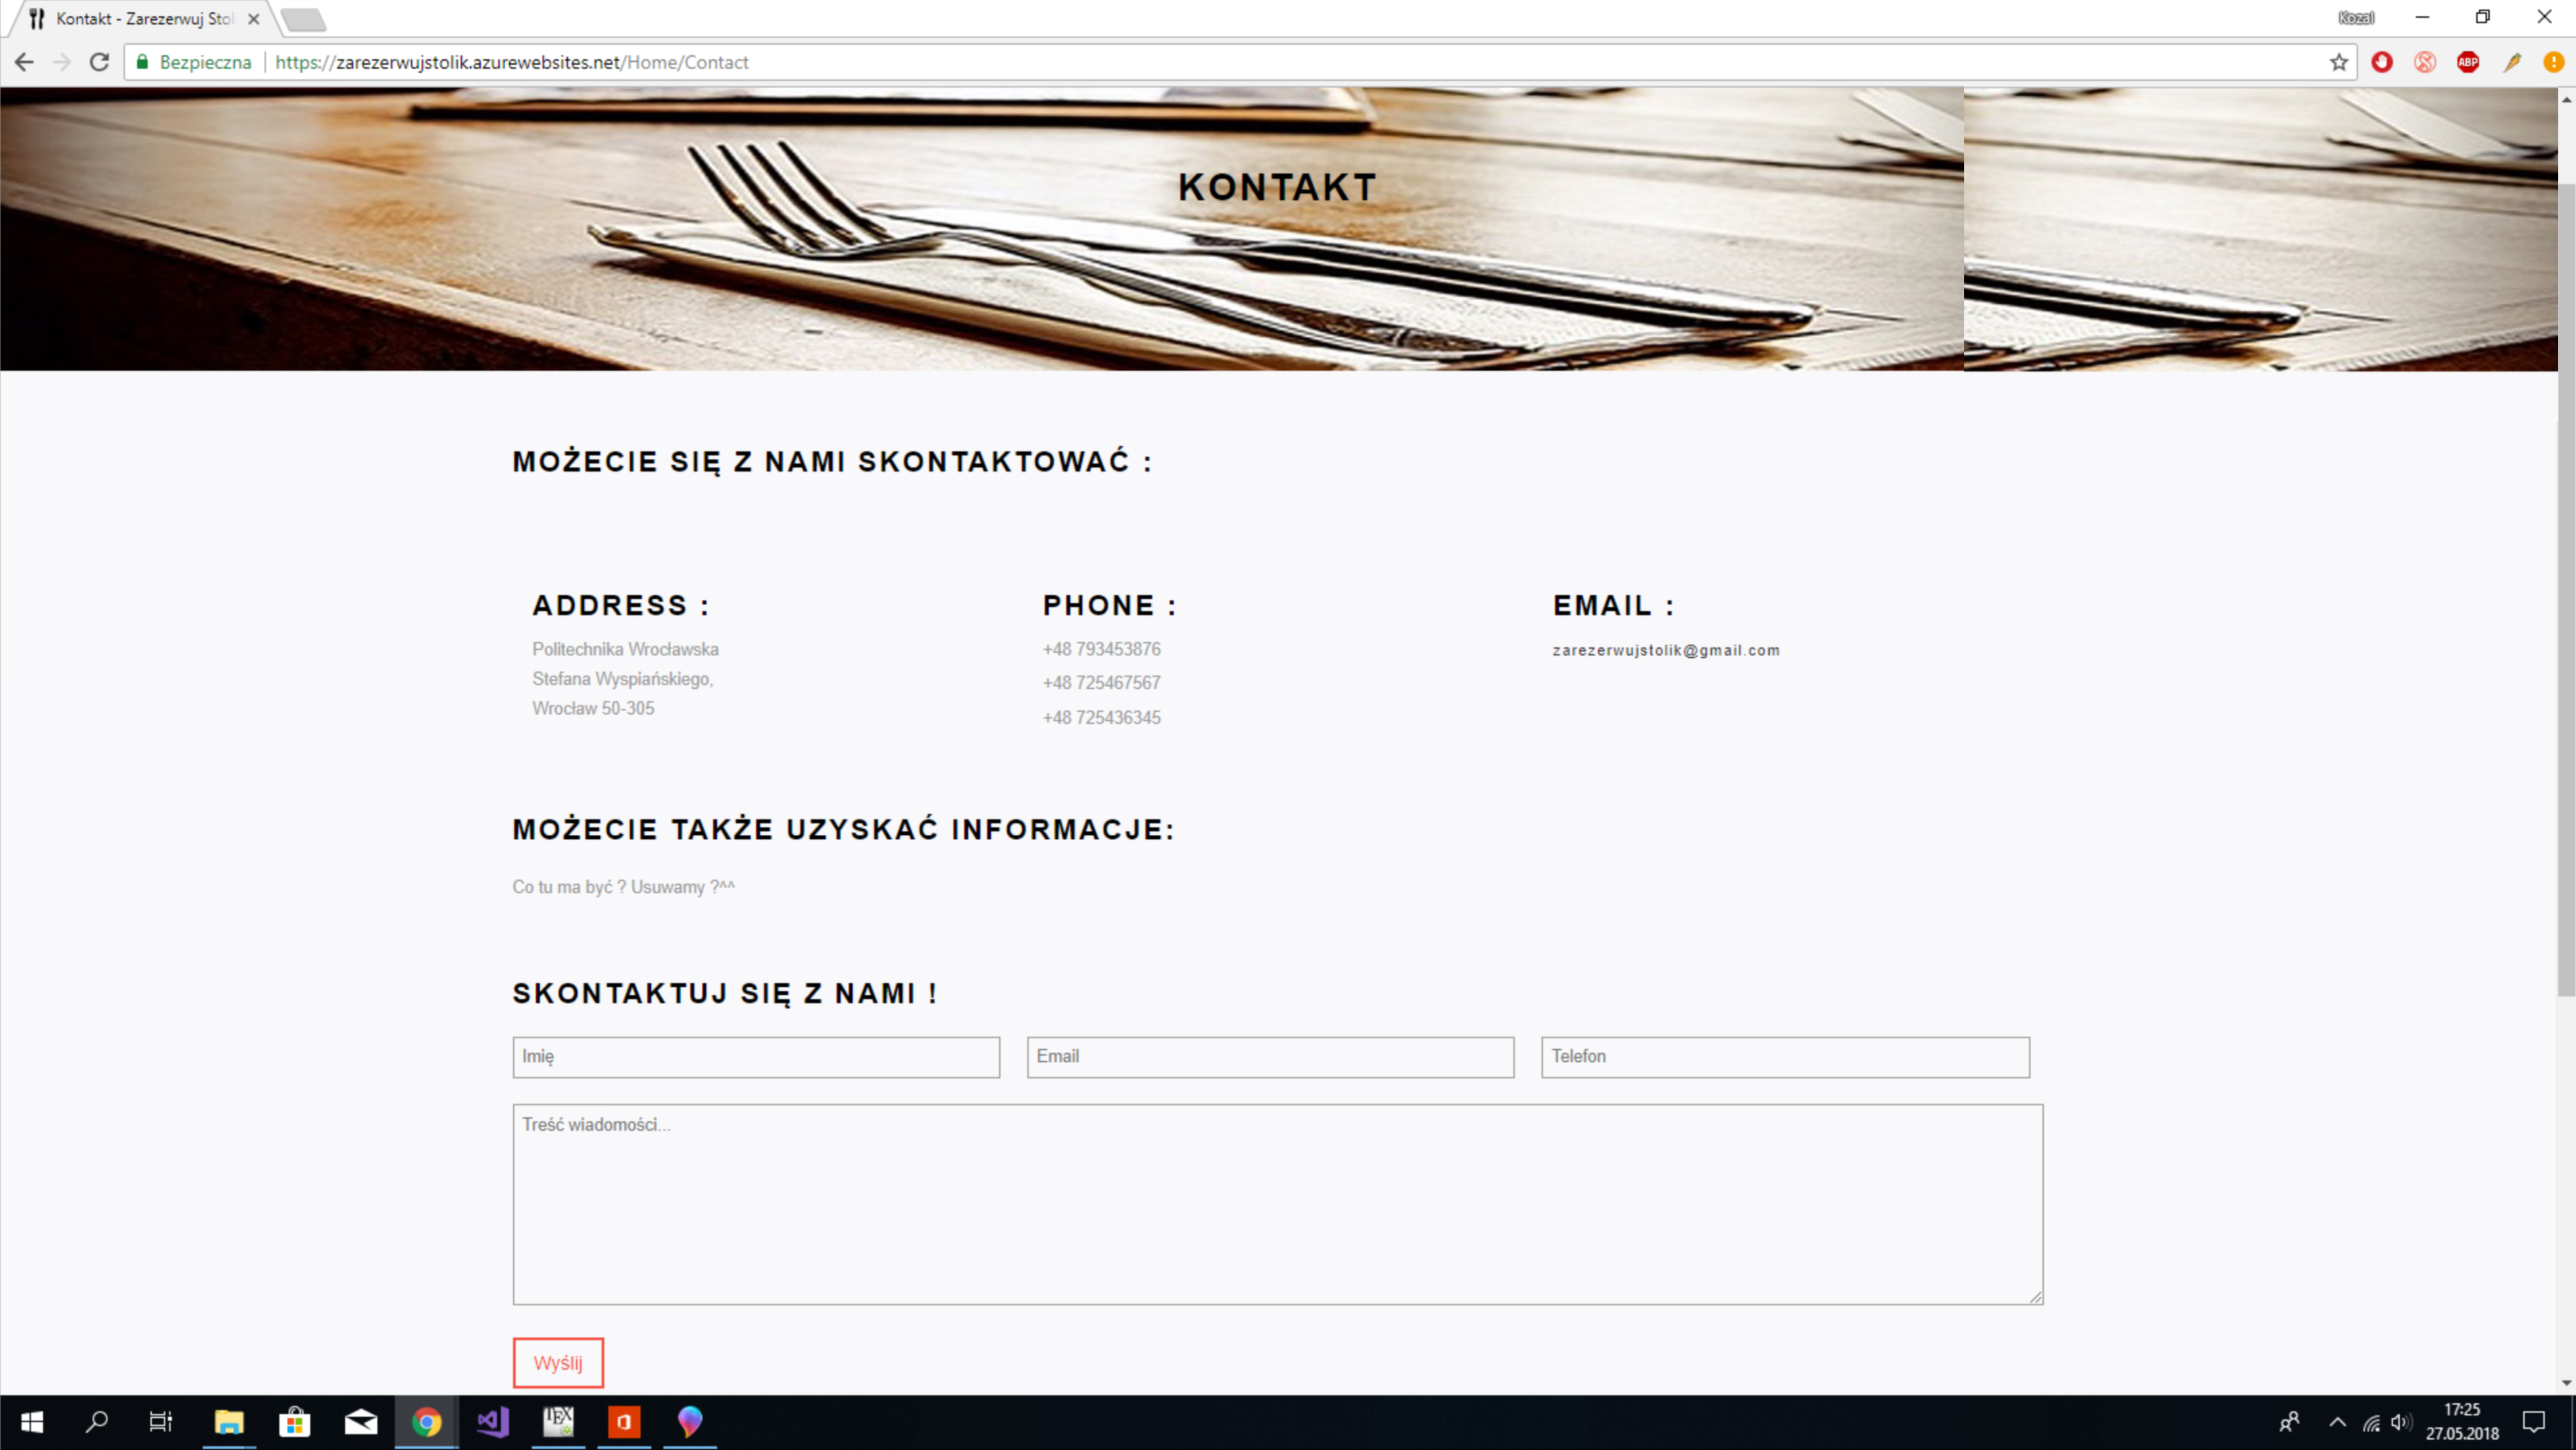 Kontakt - Zarezerwuj Stol
Kozal
Bezpieczna
https://zarezerwujstolik.azurewebsites.net/Home/Contact
ABP
KONTAKT
MOŻECIE SIĘ Z NAMI SKONTAKTOWAĆ :
ADDRESS :
Politechnika Wrocławska
Stefana Wyspiańskiego,
Wrocław 50-305
PHONE :
+48 793453876
+48 725467567
+48 725436345
EMAIL :
zarezerwujstolik@gmail.com
MOŻECIE TAKŻE UZYSKAĆ INFORMACJE:
Co tu ma być ? Usuwamy ?^^
SKONTAKTUJ SIĘ Z NAMI !
Imię
Email
Telefon
Treść wiadomości...
Wyślij
TEX
17:25
27.05.2018